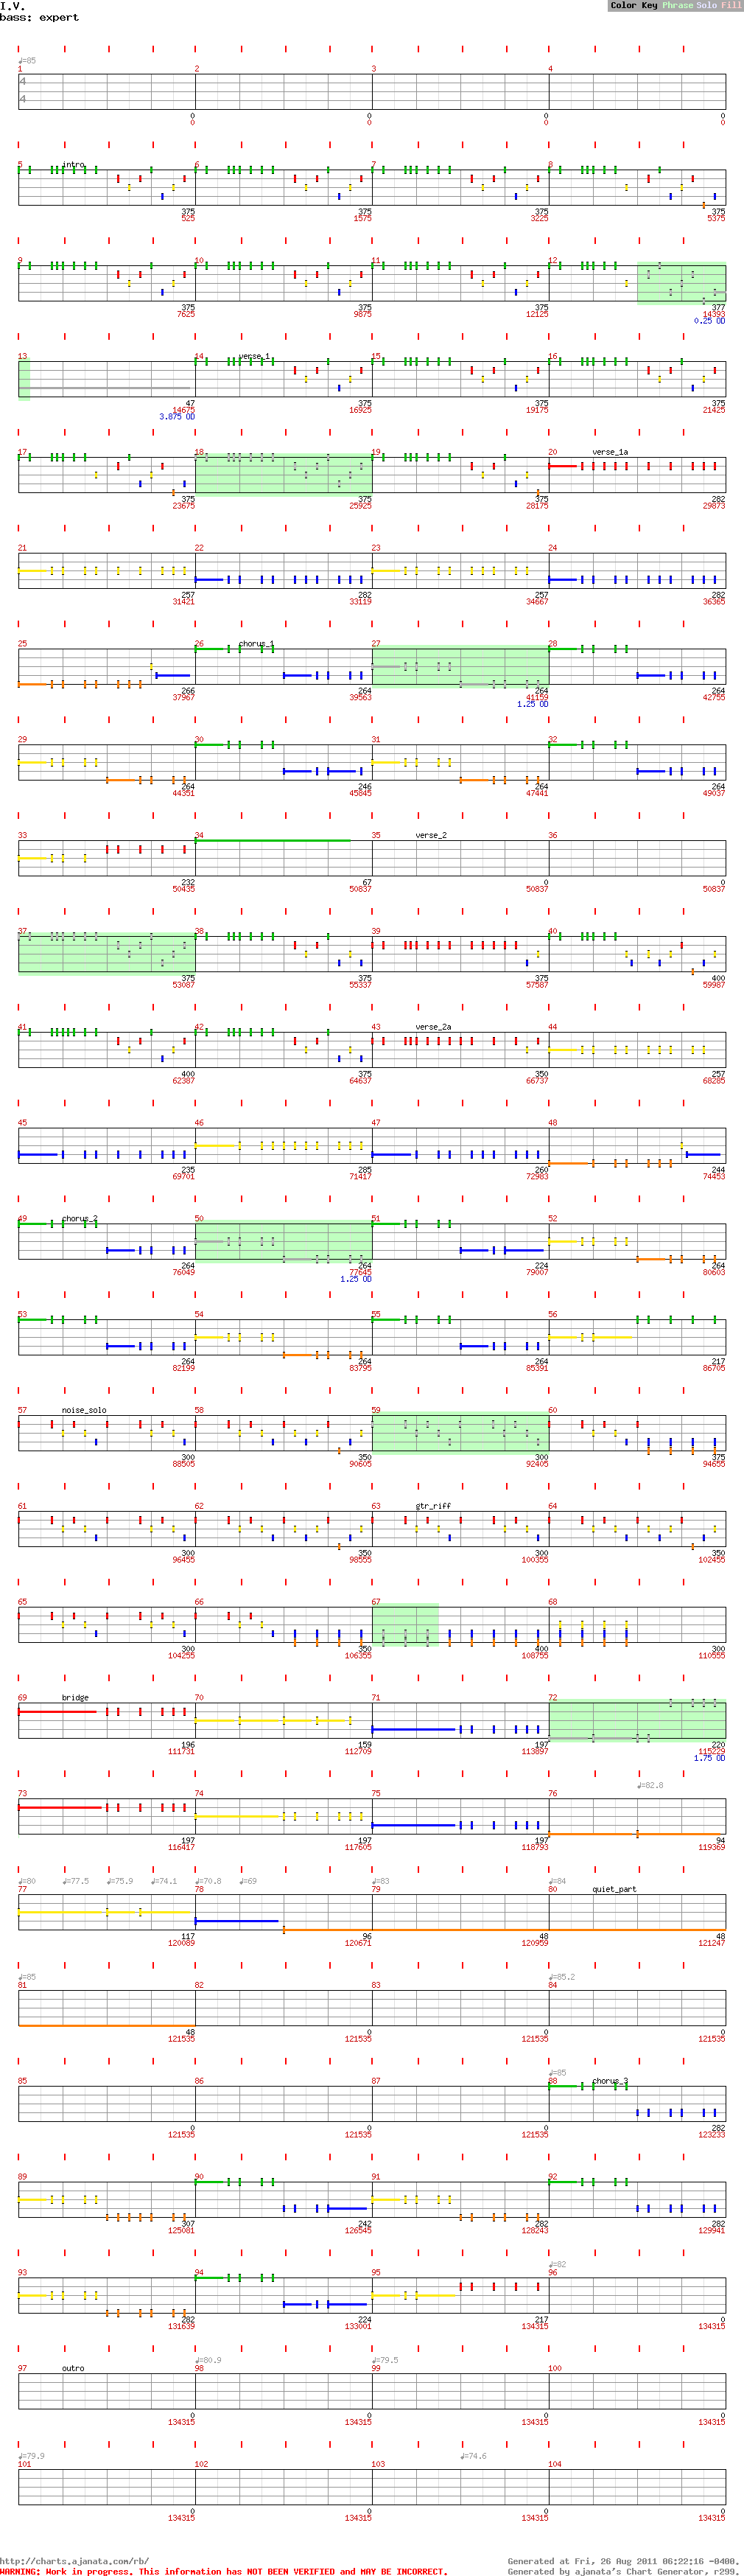 I.V.
bass: expert
Color Key Phrase Solo Fill
♩=85
1 2 3 4
4
4
0 0 0 0
0 0 0 0
5 intro 6 7 8
375 375 375 375
525 1575 3225 5375
9 10 11 12
375 375 375 377
7625 9875 12125 14393
0.25 OD
13 14 verse_1 15 16
47 375 375 375
14675 16925 19175 21425
3.875 OD
17 18 19 20 verse_1a
375 375 375 282
23675 25925 28175 29873
21 22 23 24
257 282 257 282
31421 33119 34667 36365
25 26 chorus_1 27 28
266 264 264 264
37967 39563 41159 42755
1.25 OD
29 30 31 32
264 246 264 264
44351 45845 47441 49037
33 34 35 verse_2 36
232 67 0 0
50435 50837 50837 50837
37 38 39 40
375 375 375 400
53087 55337 57587 59987
41 42 43 verse_2a 44
400 375 350 257
62387 64637 66737 68285
45 46 47 48
235 285 260 244
69701 71417 72983 74453
49 chorus_2 50 51 52
264 264 224 264
76049 77645 79007 80603
1.25 OD
53 54 55 56
264 264 264 217
82199 83795 85391 86705
57 noise_solo 58 59 60
300 350 300 375
88505 90605 92405 94655
61 62 63 gtr_riff 64
300 350 300 350
96455 98555 100355 102455
65 66 67 68
300 350 400 300
104255 106355 108755 110555
69 bridge 70 71 72
196 159 197 220
111731 112709 113897 115229
1.75 OD
♩=82.8
73 74 75 76
197 197 197 94
116417 117605 118793 119369
♩=80 ♩=77.5 ♩=75.9 ♩=74.1 ♩=70.8 ♩=69 ♩=83 ♩=84
77 78 79 80 quiet_part
117 96 48 48
120089 120671 120959 121247
♩=85 ♩=85.2
81 82 83 84
48 0 0 0
121535 121535 121535 121535
♩=85
85 86 87 88 chorus_3
0 0 0 282
121535 121535 121535 123233
89 90 91 92
307 242 282 282
125081 126545 128243 129941
♩=82
93 94 95 96
282 224 217 0
131639 133001 134315 134315
♩=80.9 ♩=79.5
97 outro 98 99 100
0 0 0 0
134315 134315 134315 134315
♩=79.9 ♩=74.6
101 102 103 104
0 0 0 0
134315 134315 134315 134315
http://charts.ajanata.com/rb/ Generated at Fri, 26 Aug 2011 06:22:16 -0400.
WARNING: Work in progress. This information has NOT BEEN VERIFIED and MAY BE INCORRECT. Generated by ajanata's Chart Generator, r299.